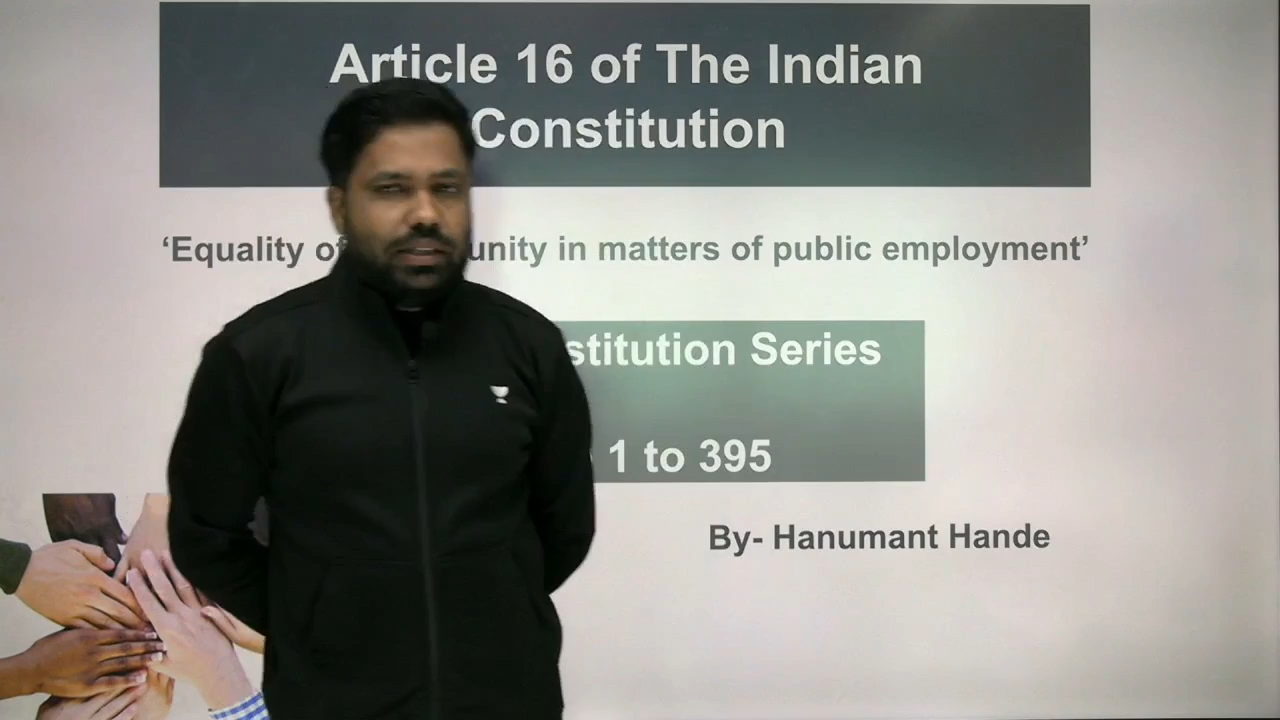 Article 16 of The Indian
Constitution
‘Equality of unity in matters of public employment’
stitution Series
1 to 395
By- Hanumant Hande